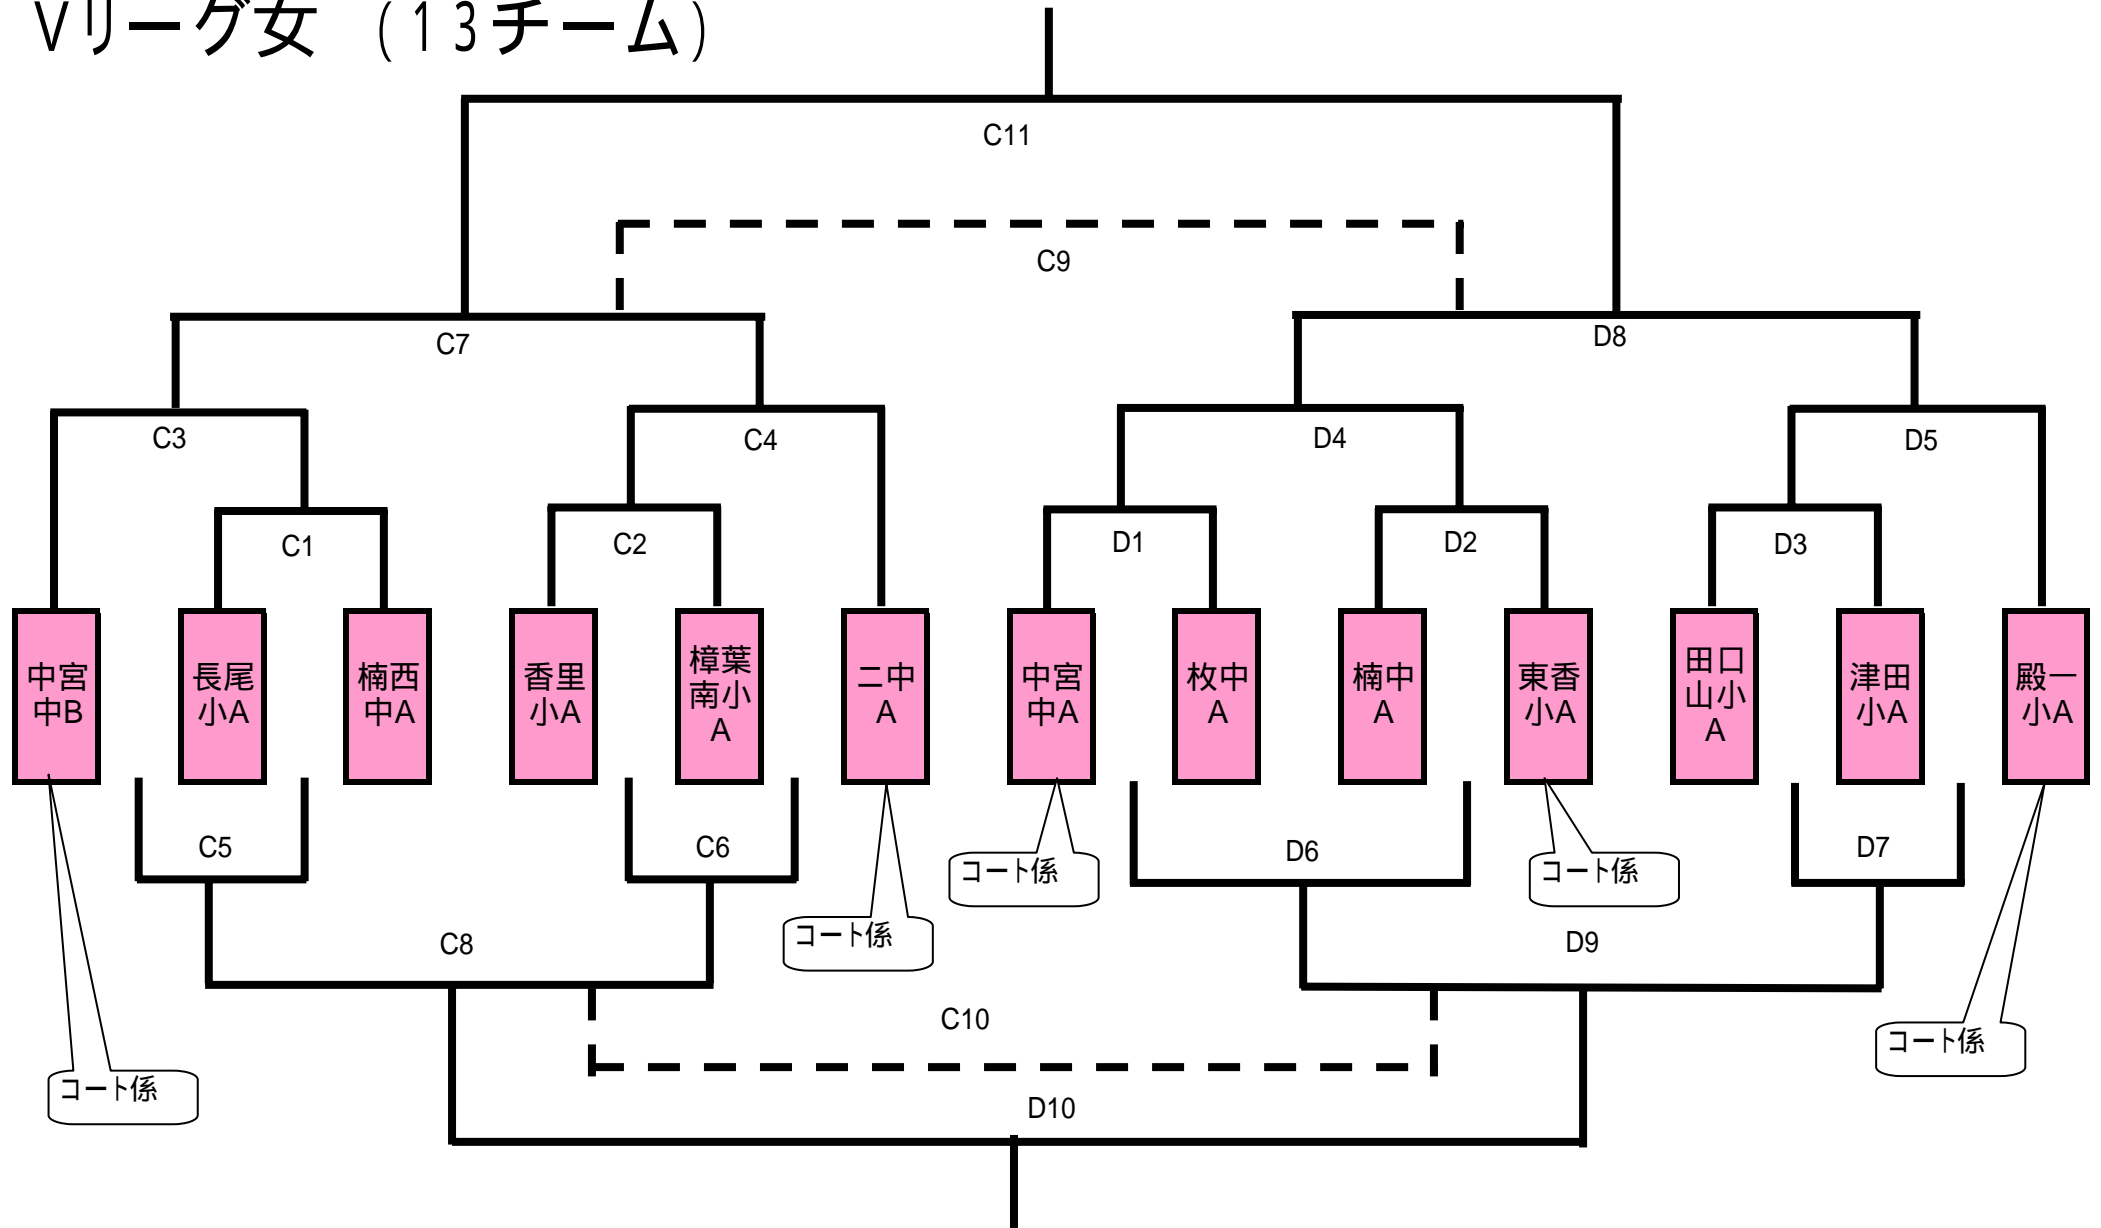 Vリーグ女 (13チーム)
C11
C9
C7
D8
C3
C4
D4
D5
C1
C2
D1
D2
D3
中宮
中B
長尾
小A
楠西
中A
香里
小A
樟葉
南小
A
二中
A
中宮
中A
枚中
A
楠中
A
東香
小A
田口
山小
A
津田
小A
殿一
小A
C5
C6
D6
D7
コート係
コート係
コート係
C8
D9
C10
コート係
コート係
D10